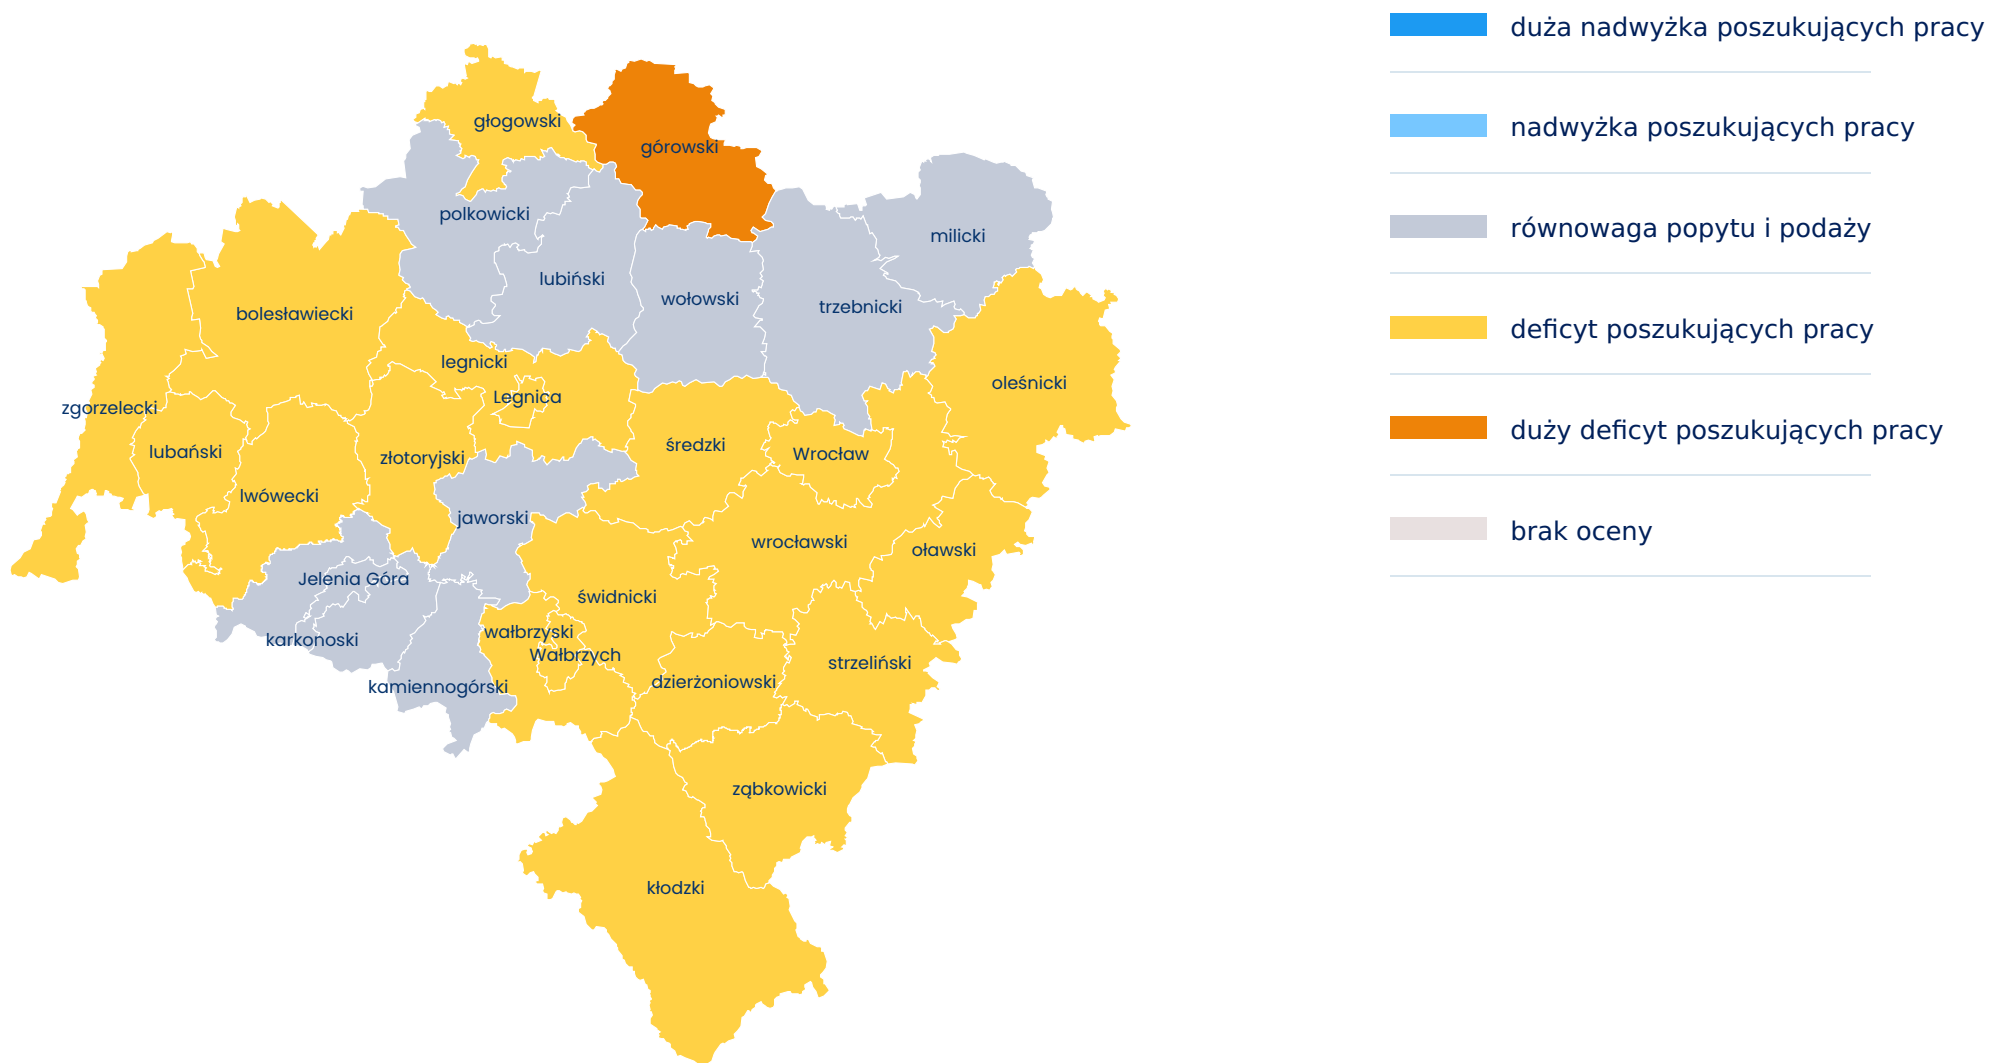 głogowski
górowski
polkowicki
milicki
lubiński
wołowski
trzebnicki
bolesławiecki
legnicki
oleśnicki
Legnica
zgorzelecki
średzki
lubański
Wrocław
złotoryjski
lwówecki
jaworski
wrocławski
oławski
Jelenia Góra
świdnicki
wałbrzyski
karkonoski
Wałbrzych
strzeliński
dzierżoniowski
kamiennogórski
ząbkowicki
kłodzki
duża nadwyżka poszukujących pracy
nadwyżka poszukujących pracy
równowaga popytu i podaży
deficyt poszukujących pracy
duży deficyt poszukujących pracy
brak oceny